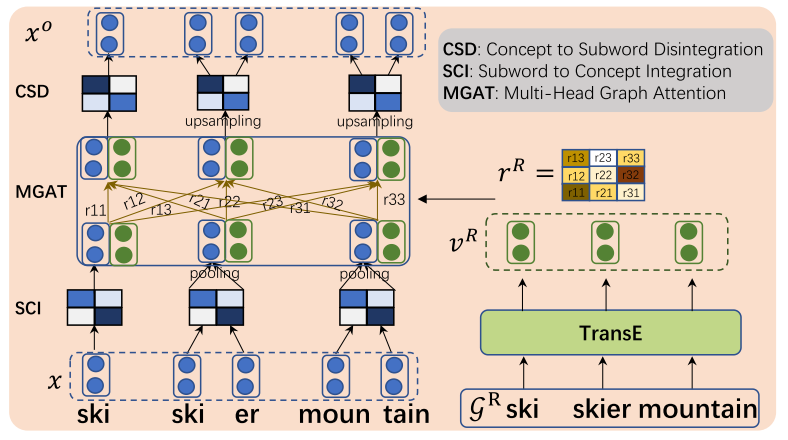 x^o
CSD: Concept to Subword Disintegration
SCI: Subword to Concept Integration
MGAT: Multi-Head Graph Attention
CSD
upsampling
upsampling
MGAT
r11
r12
r13
r21
r22
r23
r31
r32
r33
r^R =
r13 r23 r33
r12 r22 r32
r11 r21 r31
v^R
pooling
pooling
SCI
TransE
x
ski ski er moun tain
𝒢^R ski skier mountain